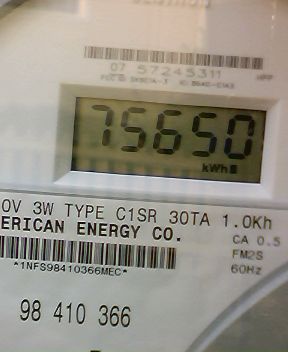 07 57245311
75650
kWh
0V 3W TYPE C1SR 30TA 1.0Kh
ERICAN ENERGY CO.
CA 0.5
FM2S
*1NFS98410366MEC*
60Hz
98 410 366